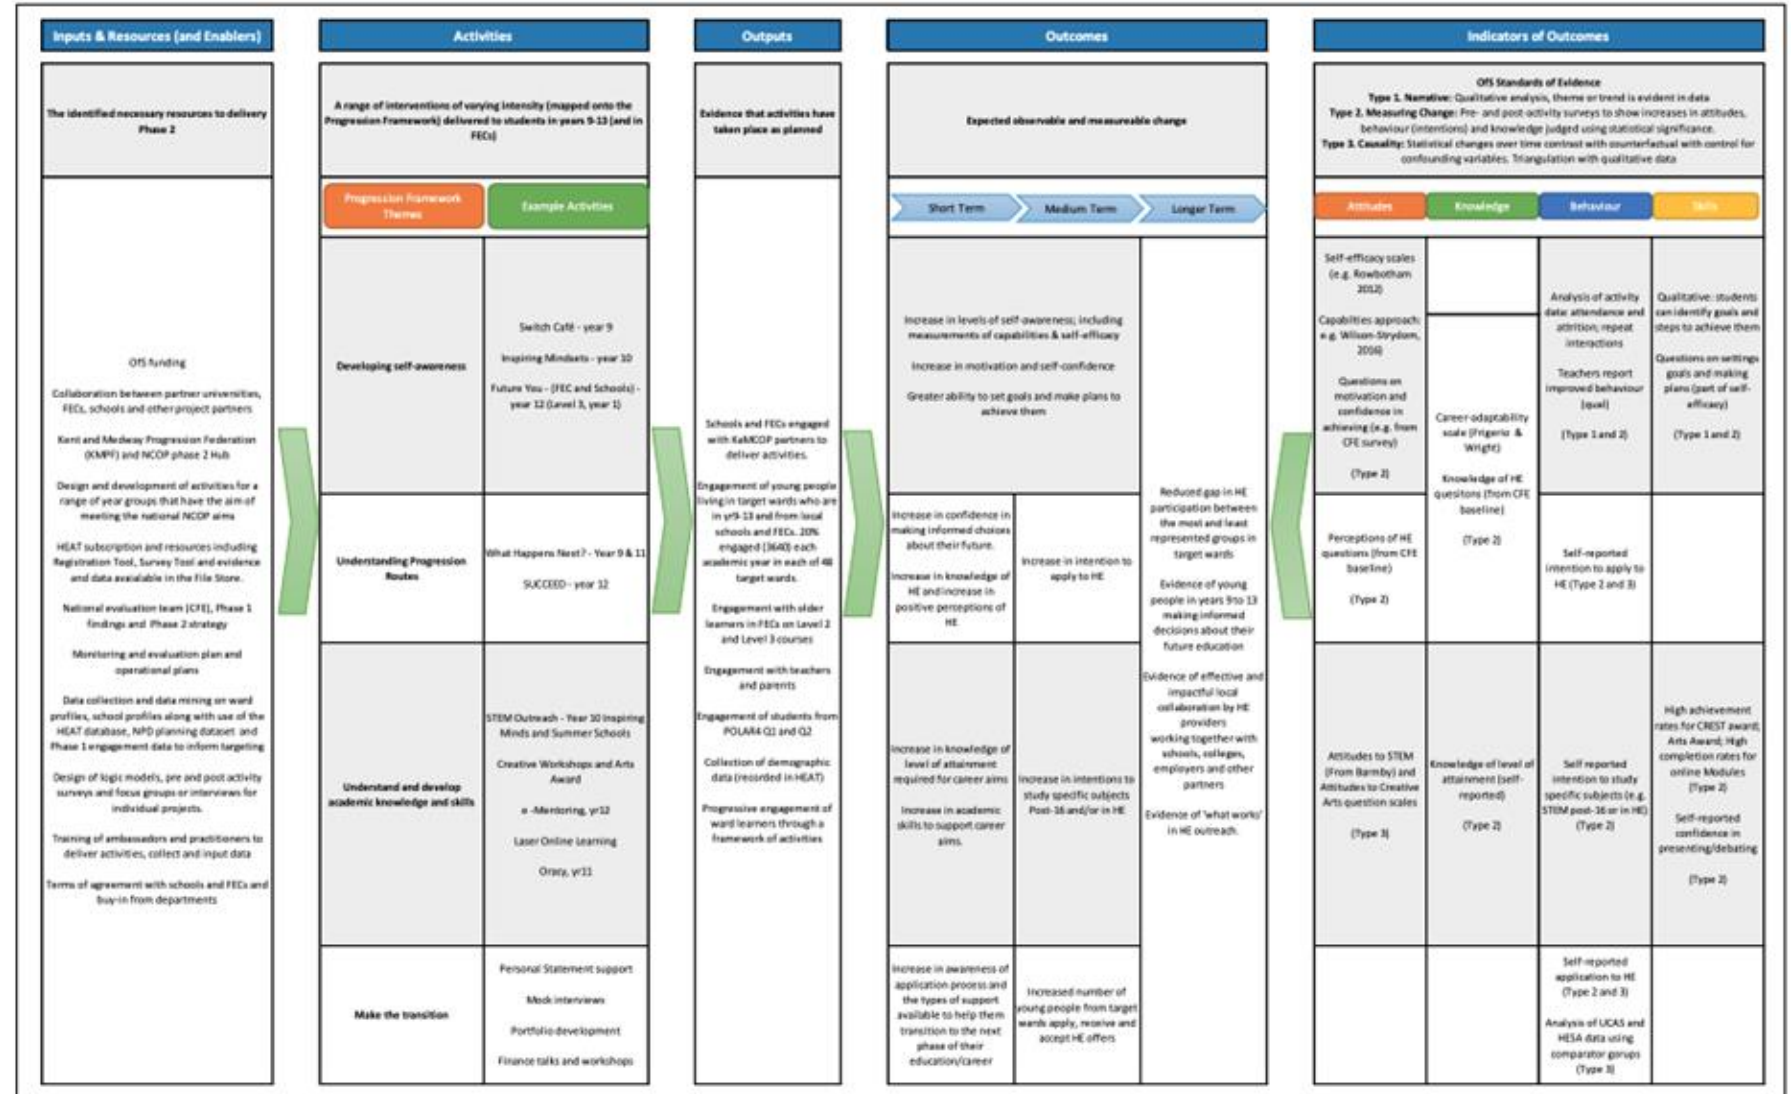 Inputs & Resources (and Enablers)
The identified necessary resources to delivery
Phase 2
OfS funding
Collaboration between partner universities,
FECs, schools and other project partners
Kent and Medway Progression Federation
(KMPF) and NCOP phase 2 Hub
Design and development of activities for a
range of year groups that have the aim of
meeting the national NCOP aims
HEAT subscription and resources including
Registration Tool, Survey Tool and evidence
and data avaialable in the File Store.
National evaluation team (CFE), Phase 1
findings and Phase 2 strategy
Monitoring and evaluation plan and
operational plans
Data collection and data mining on ward
profiles, school profiles along with use of the
HEAT database, NPD planning dataset and
Phase 1 engagement data to inform targeting
Design of logic models, pre and post activity
surveys and focus groups or interviews for
individual projects.
Training of ambassadors and practitioners to
deliver activities, collect and input data
Terms of agreement with schools and FECs and
buy-in from departments
Activities
A range of interventions of varying intensity (mapped onto the
Progression Framework) delivered to students in years 9-13 (and in
FECs)
Progression Framework
Themes
Example Activities
Developing self-awareness
Switch Café - year 9
Inspiring Mindsets - year 10
Future You - (FEC and Schools) -
year 12 (Level 3, year 1)
Understanding Progression
Routes
What Happens Next? - Year 9 & 11
SUCCEED - year 12
Understand and develop
academic knowledge and skills
STEM Outreach - Year 10 Inspiring
Minds and Summer Schools
Creative Workshops and Arts
Award
e -Mentoring, yr12
Laser Online Learning
Oracy, yr11
Make the transition
Personal Statement support
Mock interviews
Portfolio development
Finance talks and workshops
Outputs
Evidence that activities have
taken place as planned
Schools and FECs engaged
with KaMCOP partners to
deliver activities.
Engagement of young people
living in target wards who are
in yr9-13 and from local
schools and FECs. 20%
engaged (3640) each
academic year in each of 48
target wards.
Engagement with older
learners in FECs on Level 2
and Level 3 courses
Engagement with teachers
and parents
Engagement of students from
POLAR4 Q1 and Q2
Collection of demographic
data (recorded in HEAT)
Progressive engagement of
ward learners through a
framework of activities
Outcomes
Expected observable and measureable change
Short Term
Medium Term
Longer Term
Increase in levels of self-awareness; including
measurements of capabilities & self-efficacy
Increase in motivation and self-confidence
Greater ability to set goals and make plans to
achieve them
Increase in confidence in
making informed choices
about their future.
Increase in knowledge of
HE and increase in
positive perceptions of
HE
Increase in intention to
apply to HE
Increase in knowledge of
level of attainment
required for career aims
Increase in academic
skills to support career
aims.
Increase in intentions to
study specific subjects
Post-16 and/or in HE
Increase in awareness of
application process and
the types of support
available to help them
transition to the next
phase of their
education/career
Increased number of
young people from target
wards apply, receive and
accept HE offers
Reduced gap in HE
participation between
the most and least
represented groups in
target wards
Evidence of young
people in years 9 to 13
making informed
decisions about their
future education
Evidence of effective and
impactful local
collaboration by HE
providers
working together with
schools, colleges,
employers and other
partners
Evidence of 'what works'
in HE outreach.
Indicators of Outcomes
OfS Standards of Evidence
Type 1. Narrative: Qualitative analysis, theme or trend is evident in data
Type 2. Measuring Change: Pre- and post-activity surveys to show increases in attitudes,
behaviour (intentions) and knowledge judged using statistical significance.
Type 3. Causality: Statistical changes over time contrast with counterfactual with control for
confounding variables. Triangulation with qualitative data
Attitudes
Knowledge
Behaviour
Skills
Self-efficacy scales
(e.g. Rowbotham
2012)
Capabilties approach:
e.g. Wilson-Strydom,
2016)
Questions on
motivation and
confidence in
achieving (e.g. from
CFE survey)
(Type 2)
Perceptions of HE
questions (from CFE
baseline)
(Type 2)
Attitudes to STEM
(From Barmby) and
Attitudes to Creative
Arts question scales
(Type 3)
Career-adaptability
scale (Frigerio &
Wright)
Knowledge of HE
quesitons (from CFE
baseline)
(Type 2)
Knowledge of level of
attainment (self-
reported)
(Type 2)
Analysis of activity
data: attendance and
attrition; repeat
interactions
Teachers report
improved behaviour
(qual)
(Type 1 and 2)
Self-reported
intention to apply to
HE (Type 2 and 3)
Self reported
intention to study
specific subjects (e.g.
STEM post-16 or in HE)
(Type 2)
Self-reported
application to HE
(Type 2 and 3)
Analysis of UCAS and
HESA data using
comparator gorups
(Type 3)
Qualitative: students
can identify goals and
steps to achieve them
Questions on settings
goals and making
plans (part of self-
efficacy)
(Type 1 and 2)
High achievement
rates for CREST award;
Arts Award; High
completion rates for
online Modules
(Type 2)
Self-reported
confidence in
presenting/debating
(Type 2)